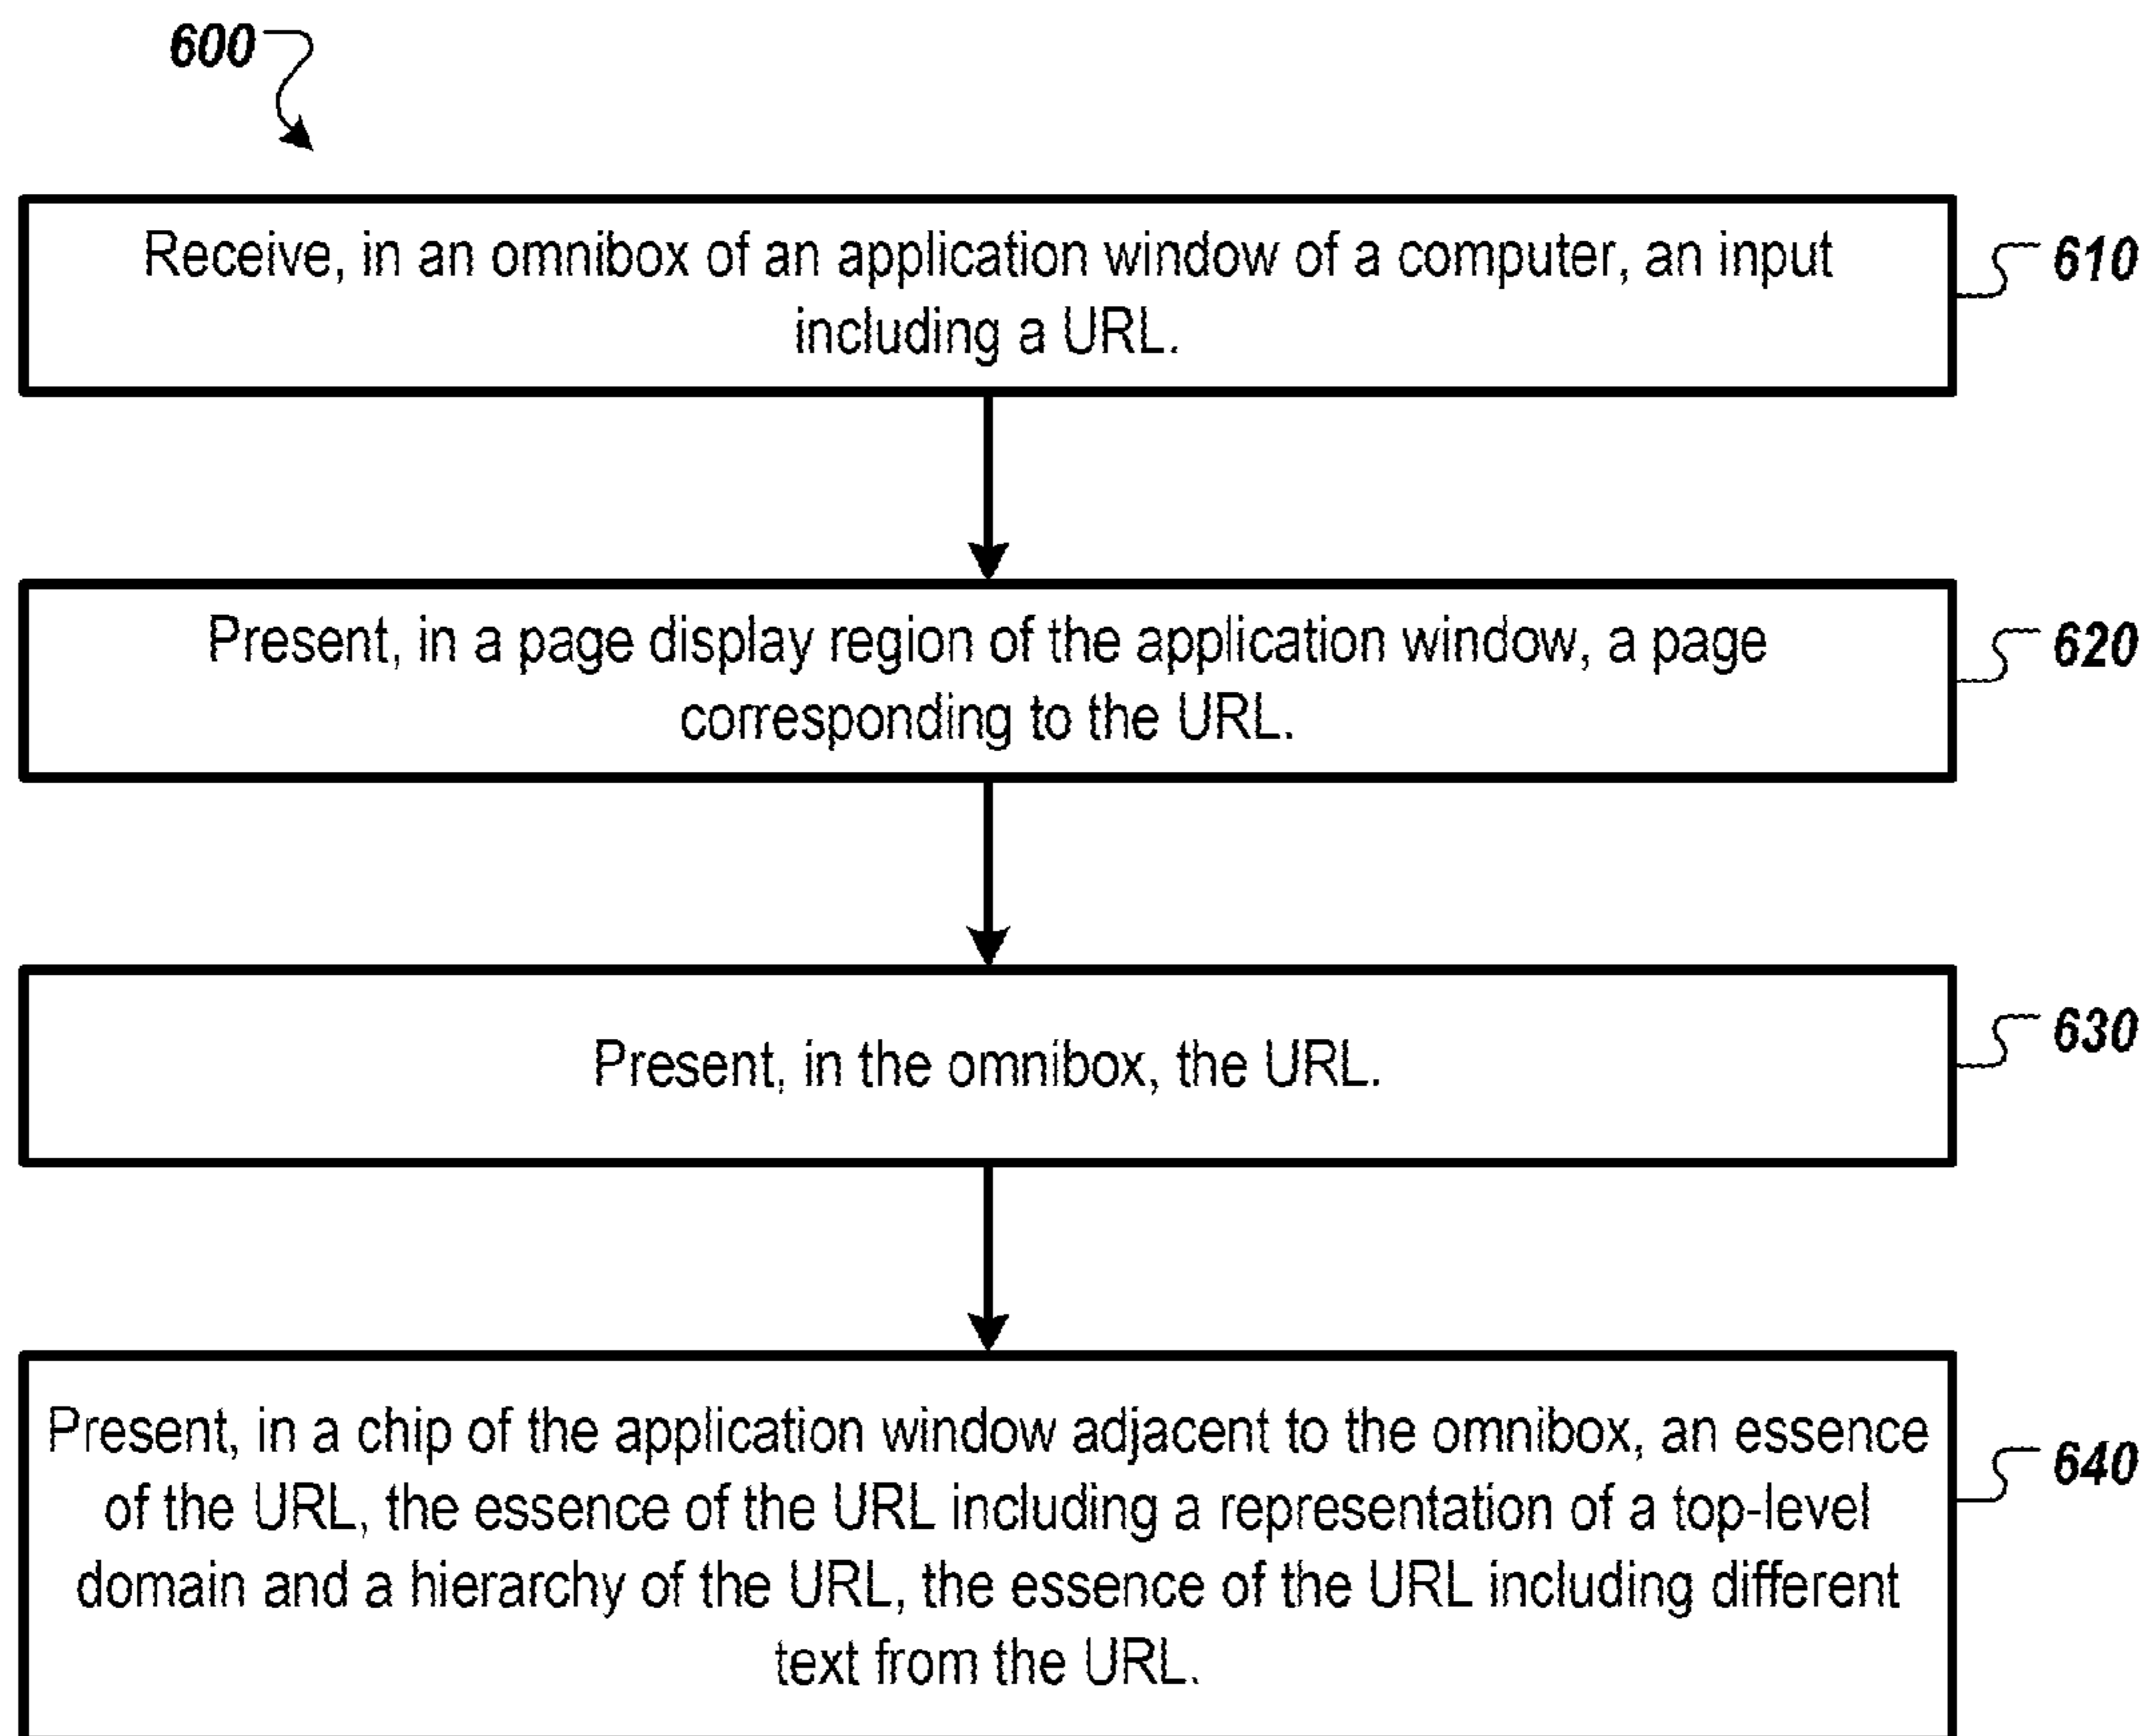 600
Receive, in an omnibox of an application window of a computer, an input
including a URL.
610
Present, in a page display region of the application window, a page
corresponding to the URL.
620
Present, in the omnibox, the URL.
630
Present, in a chip of the application window adjacent to the omnibox, an essence
of the URL, the essence of the URL including a representation of a top-level
domain and a hierarchy of the URL, the essence of the URL including different
text from the URL.
640